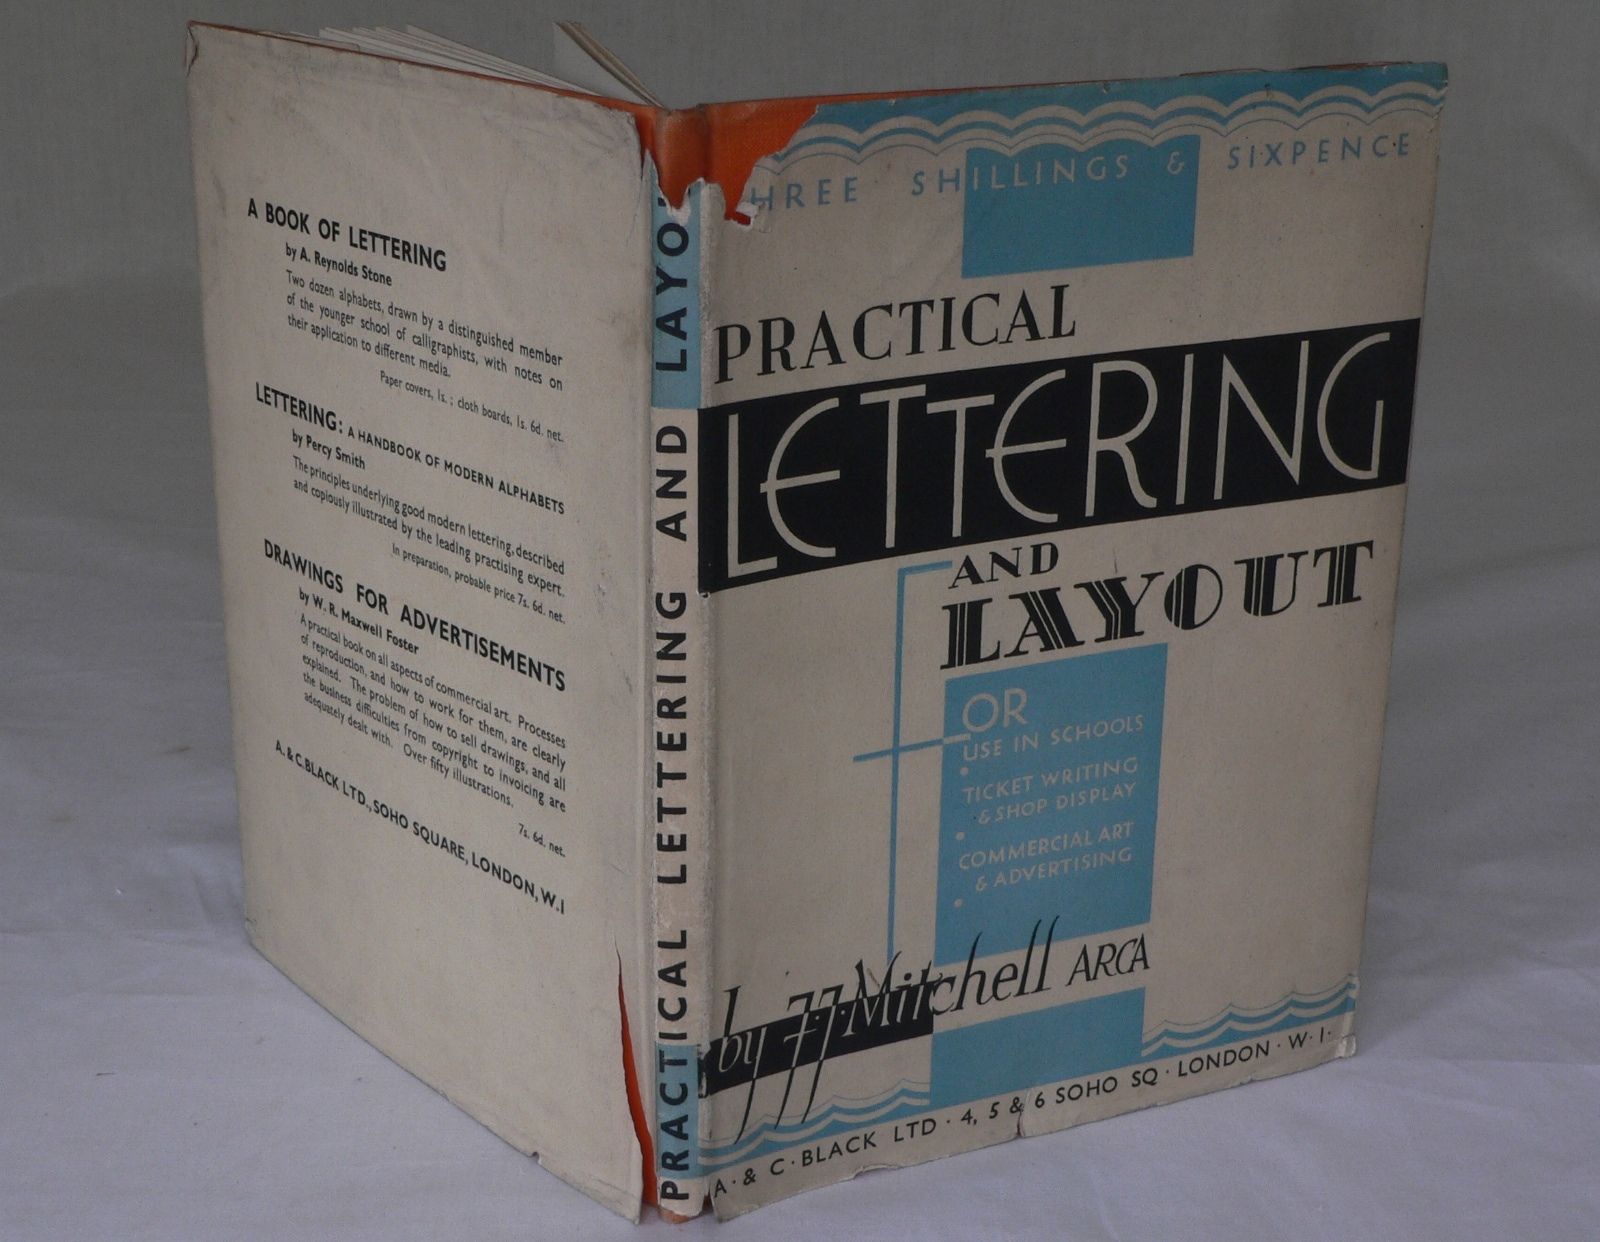 A BOOK OF LETTERING
by A. Reynolds Stone
Two dozen alphabets, drawn by a distinguished member
of the younger school of calligraphists, with notes on
their application to different media.
Paper covers, 1s. ; cloth boards, 1s. 6d. net.
LETTERING: A HANDBOOK OF MODERN ALPHABETS
by Percy Smith
The principles underlying good modern lettering, described
and copiously illustrated by the leading practising expert.
In preparation, probable price 7s. 6d. net.
DRAWINGS FOR ADVERTISEMENTS
by W. R. Maxwell Foster
A practical book on all aspects of commercial art. Processes
of reproduction, and how to work for them, are clearly
explained. The problem of how to sell drawings, and all
the business difficulties from copyright to invoicing are
adequately dealt with. Over fifty illustrations.
7s. 6d. net.
A. & C. BLACK LTD., SOHO SQUARE, LONDON, W.1
PRACTICAL LETTERING AND LAYO
HREE SHILLINGS & SIXPENCE
PRACTICAL
LETTERING
AND
LAYOUT
FOR
USE IN SCHOOLS
• TICKET WRITING
& SHOP DISPLAY
•
COMMERCIAL ART
& ADVERTISING
•
by J.J. Mitchell ARCA
A · & C · BLACK LTD · 4, 5 & 6 SOHO SQ · LONDON · W · 1 ·